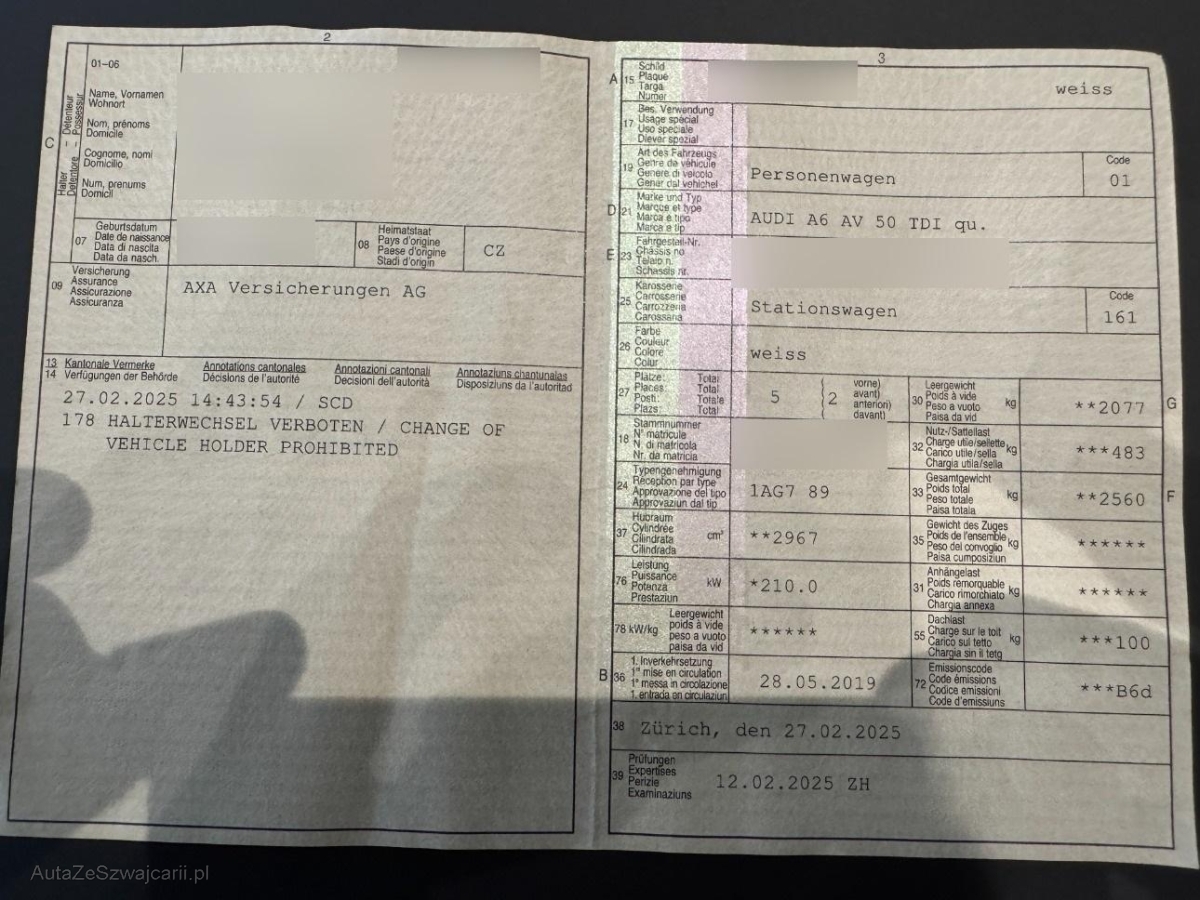 2
01-06
Halter - Détenteur
Detentore - Possessur
Name, Vornamen
Wohnort
Nom, prénoms
Domicile
Cognome, nomi
Domicilio
Num, prenums
Domicil
C
07
Geburtsdatum
Date de naissance
Data di nascita
Data da nasch.
08
Heimatstaat
Pays d'origine
Paese d'origine
Stadi d'origin
CZ
09
Versicherung
Assurance
Assicurazione
Assicuranza
AXA Versicherungen AG
13 Kantonale Vermerke Annotations cantonales Annotazioni cantonali Annotaziuns chantunalas
14 Verfügungen der Behörde Décisions de l'autorité Decisioni dell'autorità Disposiziuns da l'autoritad
27.02.2025 14:43:54 / SCD
178 HALTERWECHSEL VERBOTEN / CHANGE OF
VEHICLE HOLDER PROHIBITED
3
A 15
Schild
Plaque
Targa
Numer
weiss
17
Bes. Verwendung
Usage spécial
Uso speciale
Diever spezial
19
Art des Fahrzeugs
Genre de véhicule
Genere di veicolo
Gener dal vehichel
Personenwagen
Code
01
D 21
Marke und Typ
Marque et type
Marca e tipo
Marca e tip
AUDI A6 AV 50 TDI qu.
E 23
Fahrgestell-Nr.
Châssis no
Telaio n.
Schassis nr.
25
Karosserie
Carrosserie
Carrozzeria
Carossaria
Stationswagen
Code
161
26
Farbe
Couleur
Colore
Colur
weiss
27
Plätze: Total
Places: Total
Posti: Totale
Plazs: Total
5
2
vorne)
avant)
anteriori)
davant)
30
Leergewicht
Poids à vide
Peso a vuoto
Paisa da vid
kg
**2077
G
18
Stammnummer
N° matricule
N. di matricola
Nr. da matricla
32
Nutz-/Sattellast
Charge utile/sellette
Carico utile/sella
Chargia utila/sella
kg
***483
24
Typengenehmigung
Réception par type
Approvazione del tipo
Approvaziun dal tip
1AG7 89
33
Gesamtgewicht
Poids total
Peso totale
Paisa totala
kg
**2560
F
37
Hubraum
Cylindrée
Cilindrata
Cilindrada
cm³
**2967
35
Gewicht des Zuges
Poids de l'ensemble
Peso del convoglio
Paisa cumposiziun
kg
******
76
Leistung
Puissance
Potenza
Prestaziun
kW
*210.0
31
Anhängelast
Poids remorquable
Carico rimorchiato
Chargia annexa
kg
******
78 kW/kg
Leergewicht
poids à vide
peso a vuoto
paisa da vid
******
55
Dachlast
Charge sur le toit
Carico sul tetto
Chargia sin il tetg
kg
***100
B 36
1. Inverkehrsetzung
1re mise en circulation
1a messa in circolazione
1. entrada en circulaziun
28.05.2019
72
Emissionscode
Code émissions
Codice emissioni
Code d'emissiuns
***B6d
38 Zürich, den 27.02.2025
39
Prüfungen
Expertises
Perizie
Examinaziuns
12.02.2025 ZH
AutaZeSzwajcarii.pl